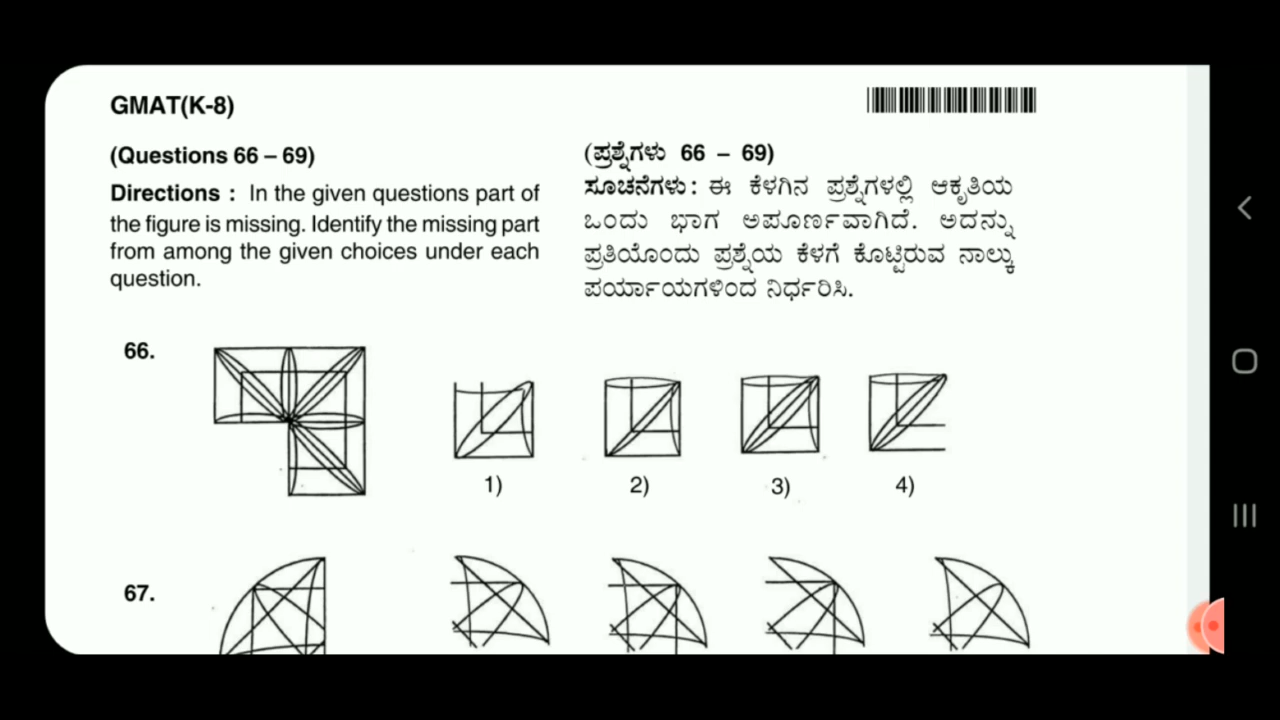 GMAT(K-8)
(Questions 66 – 69)
Directions : In the given questions part of
the figure is missing. Identify the missing part
from among the given choices under each
question.
(ಪ್ರಶ್ನೆಗಳು 66 – 69)
ಸೂಚನೆಗಳು: ಈ ಕೆಳಗಿನ ಪ್ರಶ್ನೆಗಳಲ್ಲಿ ಆಕೃತಿಯ
ಒಂದು ಭಾಗ ಅಪೂರ್ಣವಾಗಿದೆ. ಅದನ್ನು
ಪ್ರತಿಯೊಂದು ಪ್ರಶ್ನೆಯ ಕೆಳಗೆ ಕೊಟ್ಟಿರುವ ನಾಲ್ಕು
ಪರ್ಯಾಯಗಳಿಂದ ನಿರ್ಧರಿಸಿ.
66.
1) 2) 3) 4)
67.